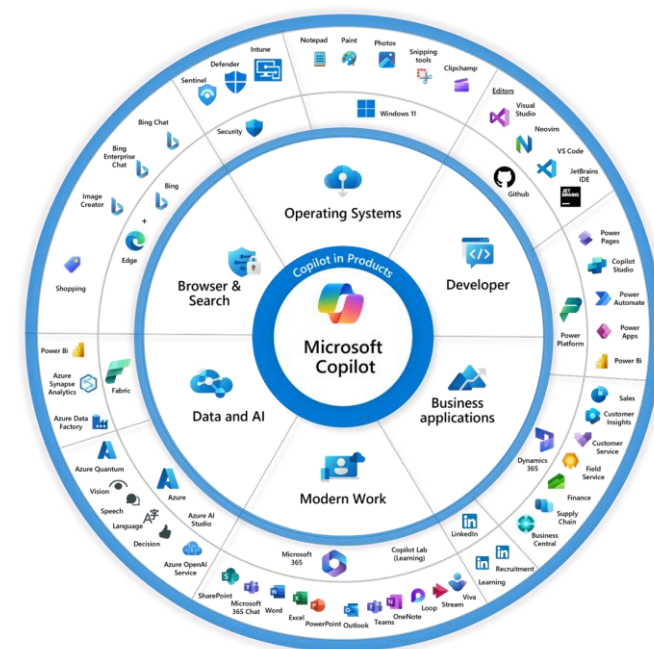 Copilot in Products
Microsoft
Copilot
Operating Systems
Developer
Business
applications
Modern Work
Data and AI
Browser &
Search
Windows 11
Notepad
Paint
Photos
Snipping
tools
Clipchamp
Github
Editors
Visual
Studio
Neovim
VS Code
JetBrains
IDE
JET
BRAINS
Power
Platform
Power
Pages
Copilot
Studio
Power
Automate
Power
Apps
Power Bi
Dynamics
365
Sales
Customer
Insights
Customer
Service
Field
Service
Finance
Supply
Chain
Business
Central
LinkedIn
Recruitment
Learning
Copilot Lab
(Learning)
Microsoft
365
Viva
Stream
Loop
OneNote
Teams
Outlook
PowerPoint
Excel
Word
Microsoft
365 Chat
SharePoint
Azure
Azure AI
Studio
Azure OpenAI
Service
Decision
Language
Speech
Vision
Azure Quantum
Fabric
Azure Data
Factory
Azure
Synapse
Analytics
Power Bi
Edge
+
Bing
Shopping
Image
Creator
Bing
Enterprise
Chat
Bing Chat
Security
Sentinel
Defender
Intune